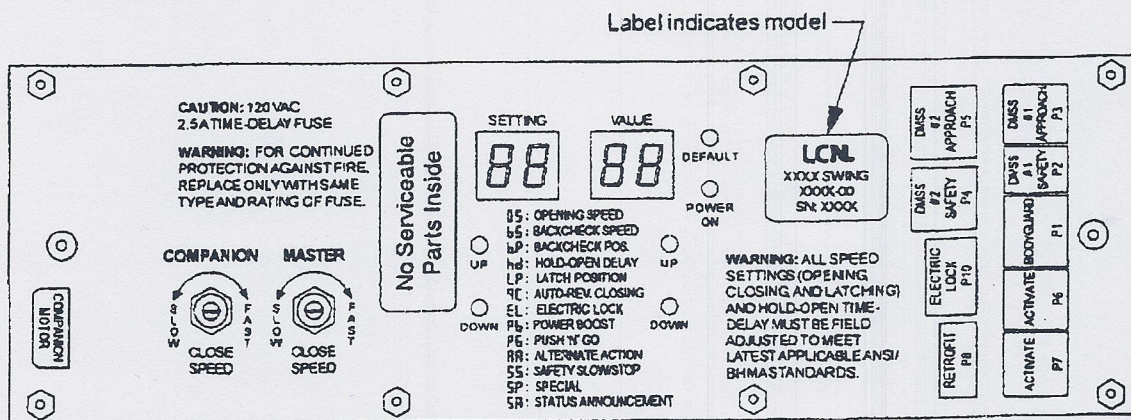 Label indicates model
CAUTION: 120 VAC
2.5A TIME-DELAY FUSE
WARNING: FOR CONTINUED
PROTECTION AGAINST FIRE,
REPLACE ONLY WITH SAME
TYPE AND RATING OF FUSE.
COMPANION
MOTOR
COMPANION
SLOW
FAST
CLOSE
SPEED
MASTER
SLOW
FAST
CLOSE
SPEED
No Serviceable
Parts Inside
SETTING
VALUE
88
88
DEFAULT
POWER
ON
UP
DOWN
OS: OPENING SPEED
bS: BACKCHECK SPEED
bP: BACKCHECK POS.
hd: HOLD-OPEN DELAY
LP: LATCH POSITION
AUTO-REV. CLOSING
EL: ELECTRIC LOCK
Pb: POWER BOOST
PG: PUSH 'N' GO
AA: ALTERNATE ACTION
SS: SAFETY SLOW/STOP
SP: SPECIAL
SA: STATUS ANNOUNCEMENT
UP
DOWN
LCN
XXXX SWING
XXXX-00
SN: XXXX
WARNING: ALL SPEED
SETTINGS (OPENING,
CLOSING, AND LATCHING)
AND HOLD-OPEN TIME-
DELAY MUST BE FIELD
ADJUSTED TO MEET
LATEST APPLICABLE ANSI/
BHMA STANDARDS.
DMSS
#2
APPROACH
P5
DMSS
#2
SAFETY
P4
ELECTRIC
LOCK
P10
RETROFIT
P8
DMSS
#1
APPROACH
P3
DMSS
#1
SAFETY
P2
BODYGUARD
P1
ACTIVATE
P6
ACTIVATE
P7